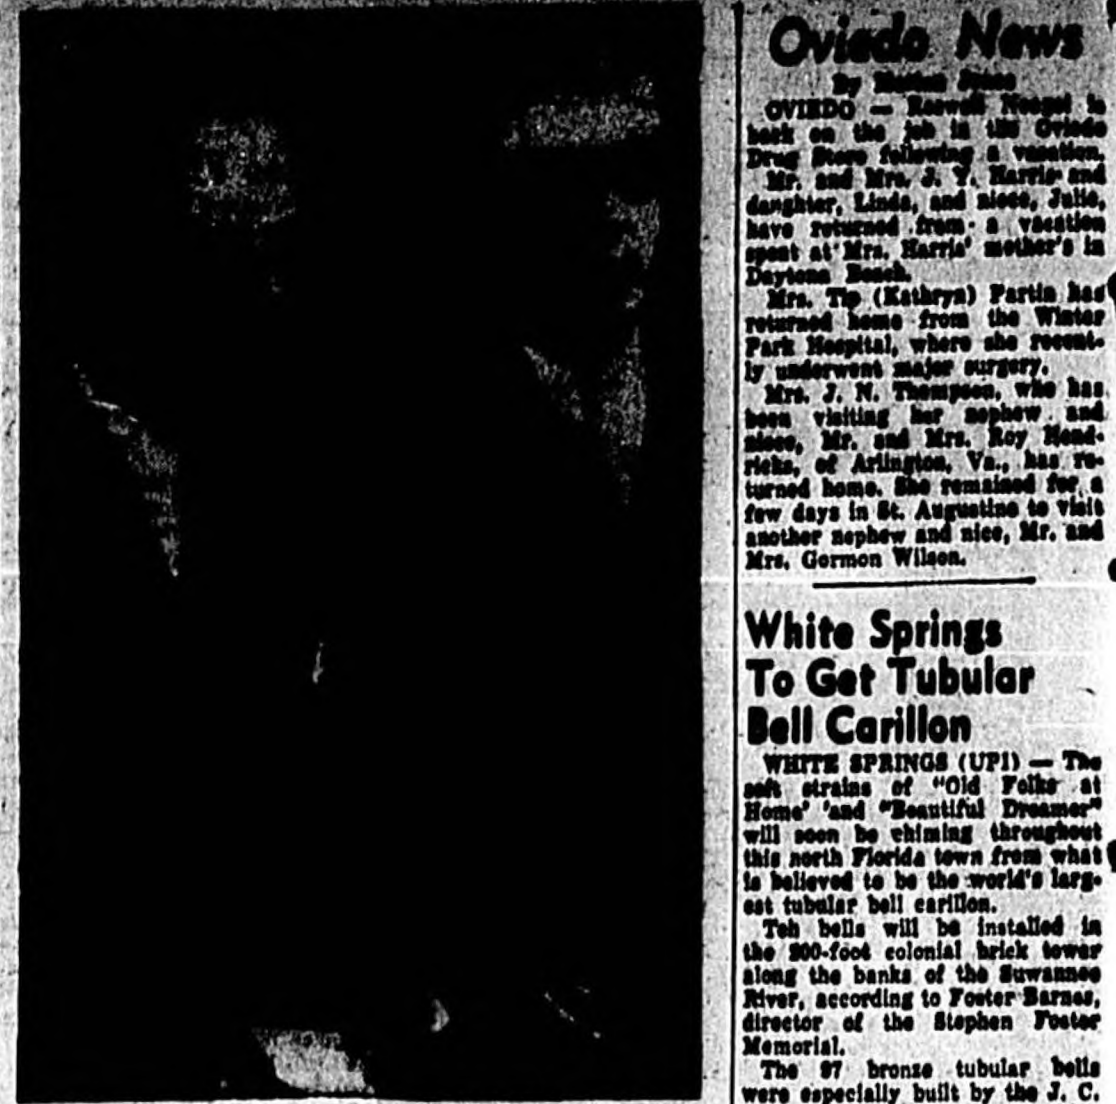 Oviedo News
By Marian Jones
OVIEDO — Roswell is
back on the job in the Oviedo
Drug Store following a vacation.
Mr. and Mrs. J. Y. Harris and
daughter, Linda, and niece, Julie,
have returned from a vacation
spent at Mrs. Harris' mother's in
Daytona Beach.
Mrs. Tip (Kathryn) Partin has
returned home from the Winter
Park Hospital, where she recent-
ly underwent major surgery.
Mrs. J. N. Thompson, who has
been visiting her nephew and
niece, Mr. and Mrs. Roy Hend-
ricks, of Arlington, Va., has re-
turned home. She remained for a
few days in St. Augustine to visit
another nephew and nice, Mr. and
Mrs. Gormon Wilson.
White Springs
To Get Tubular
Bell Carillon
WHITE SPRINGS (UPI) — The
soft strains of "Old Folks at
Home' 'and "Beautiful Dreamer"
will soon be chiming throughout
this north Florida town from what
is believed to be the world's larg-
est tubular bell carillon.
Teh bells will be installed in
the 200-foot colonial brick tower
along the banks of the Suwannee
River, according to Foster Barnes,
director of the Stephen Foster
Memorial.
The 97 bronze tubular bells
were especially built by the J. C.